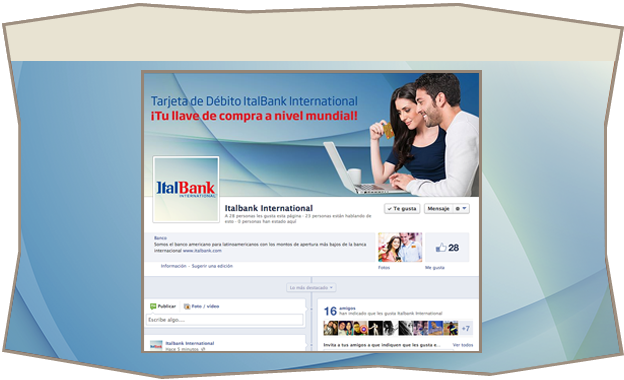 Tarjeta de Débito ItalBank International
¡Tu llave de compra a nivel mundial!
ItalBank
INTERNATIONAL
Italbank International
A 28 personas les gusta esta página · 25 personas están hablando de
esto · 0 personas han estado aquí
Te gusta
Mensaje
Banco
Somos el banco americano para latinoamericanos con los montos de apertura más bajos de la banca
internacional www.italbank.com
Información · Sugerir una edición
Fotos
28
Me gusta
Lo más destacado
Publicar
Foto / vídeo
Escribe algo...
Italbank International
Hace 5 minutos
16 amigos
han indicado que les gusta Italbank International
+7
Invita a tus amigos a que indiquen que les gusta e...
Ver todos